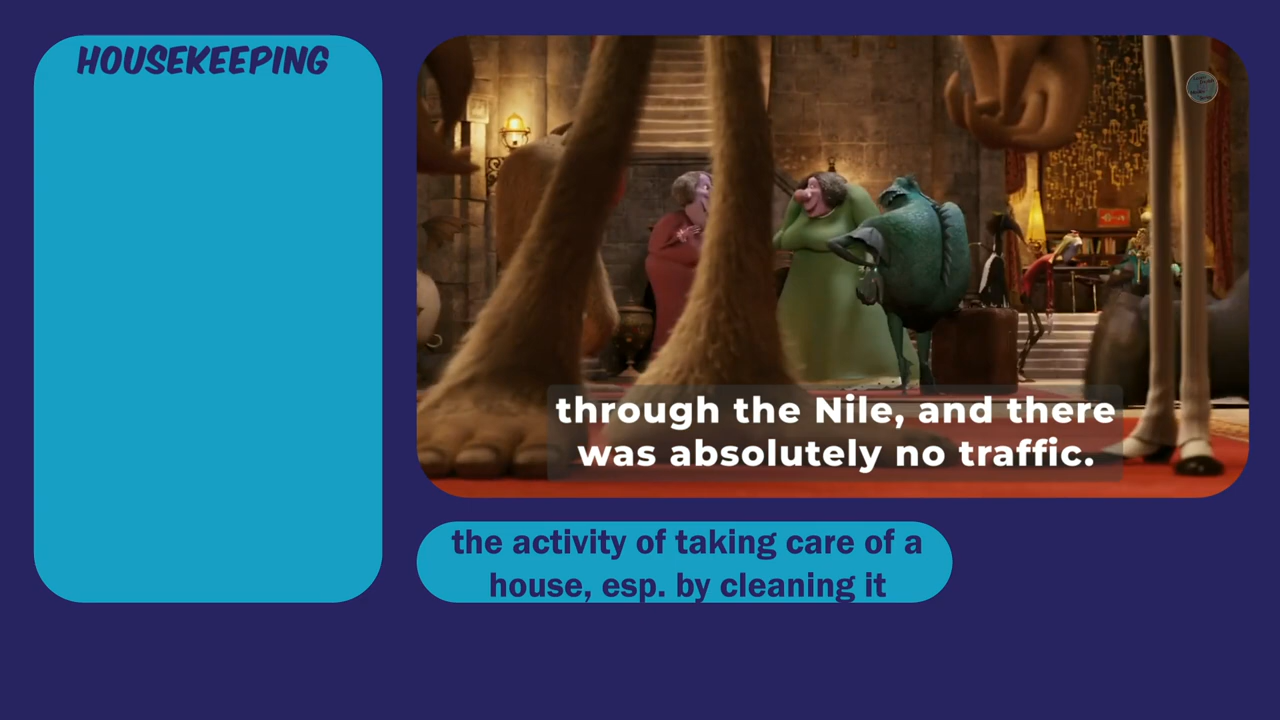 HOUSEKEEPING
through the Nile, and there
was absolutely no traffic.
the activity of taking care of a
house, esp. by cleaning it